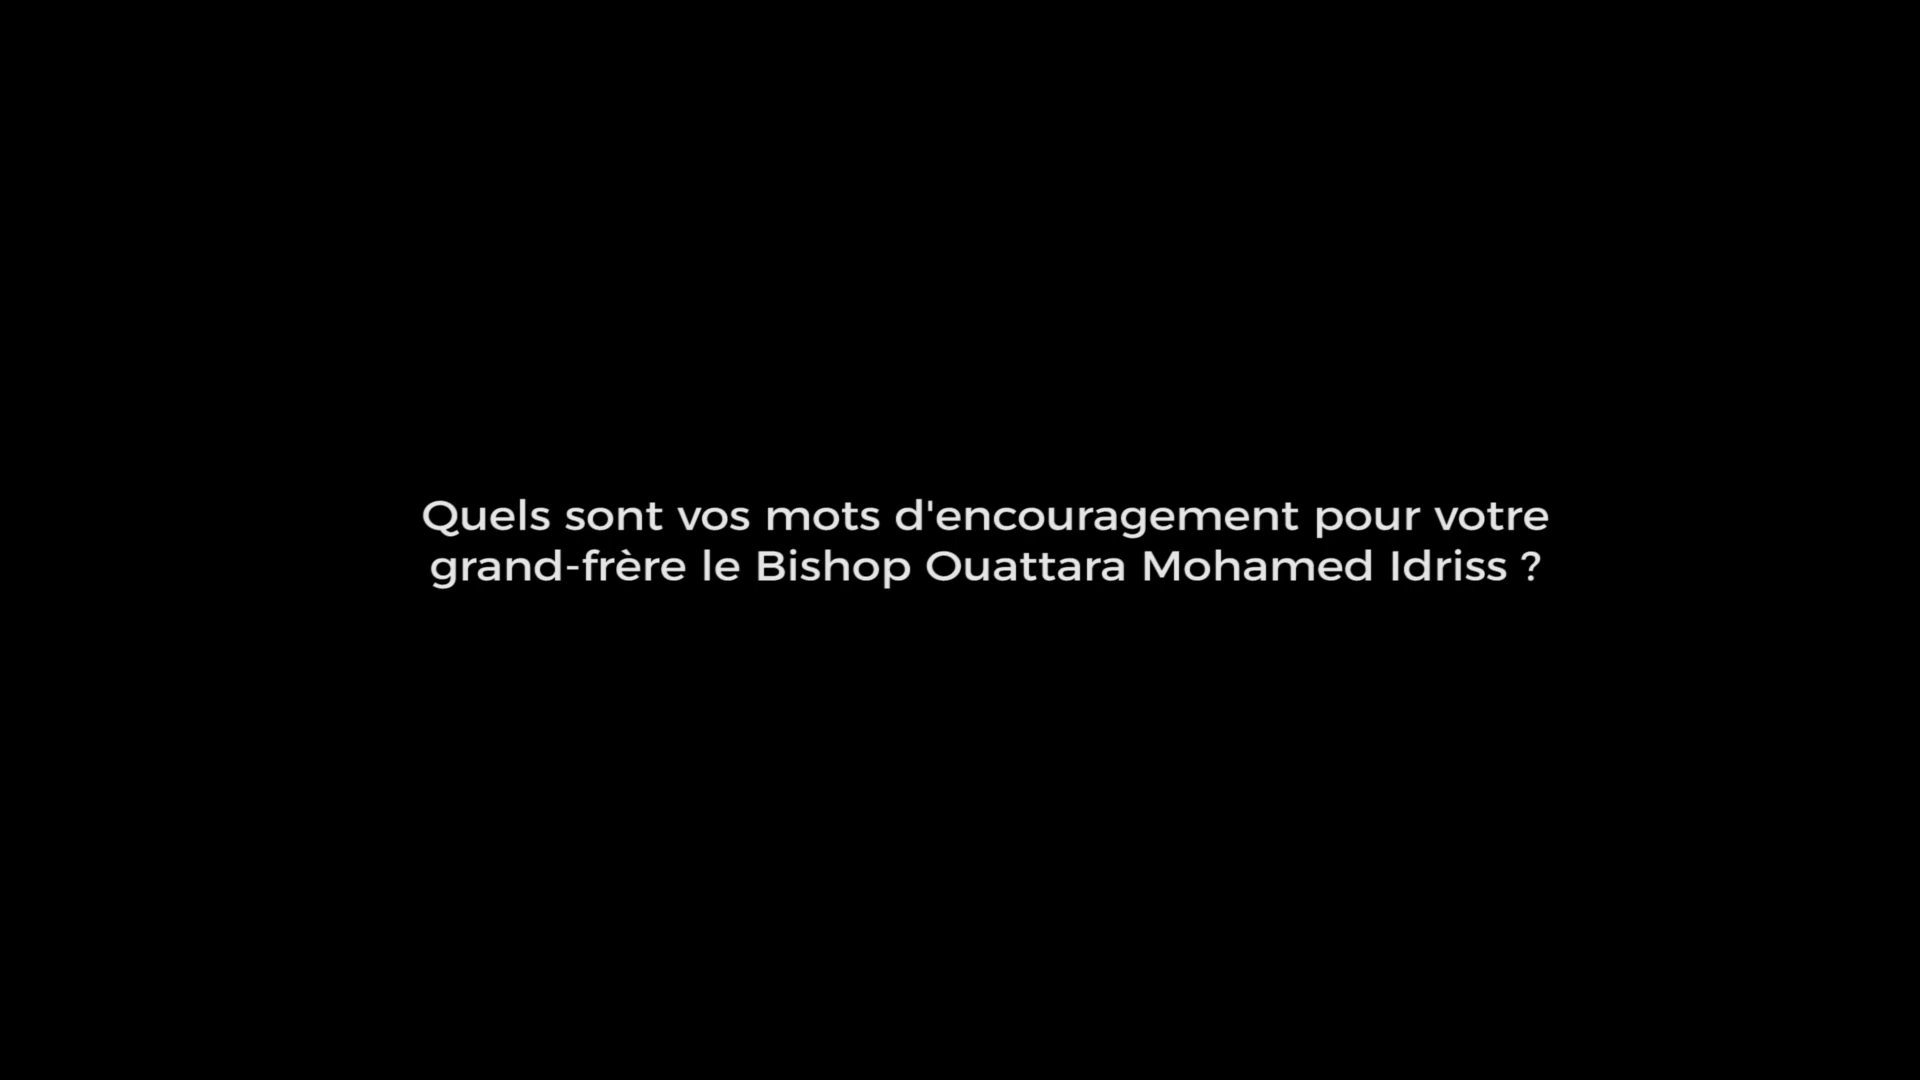 Quels sont vos mots d'encouragement pour votre
grand-frère le Bishop Ouattara Mohamed Idriss ?